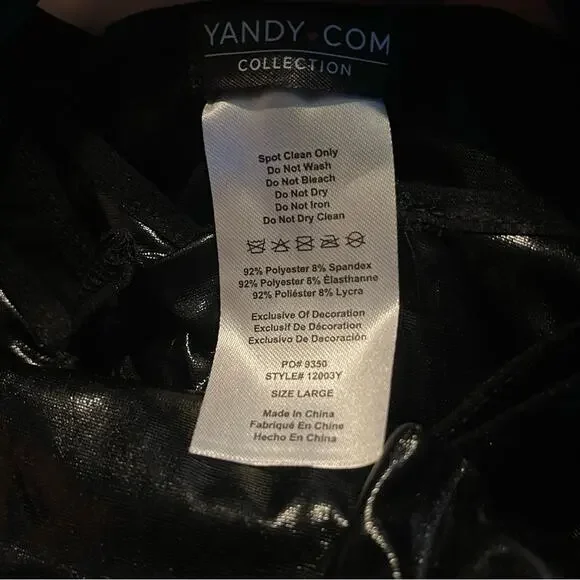 YANDY.COM
COLLECTION
Spot Clean Only
Do Not Wash
Do Not Bleach
Do Not Dry
Do Not Iron
Do Not Dry Clean
92% Polyester 8% Spandex
92% Polyester 8% Élasthanne
92% Poliéster 8% Lycra
Exclusive Of Decoration
Exclusif De Décoration
Exclusivo De Decoración
PO# 9350
STYLE# 12003Y
SIZE LARGE
Made In China
Fabriqué En Chine
Hecho En China